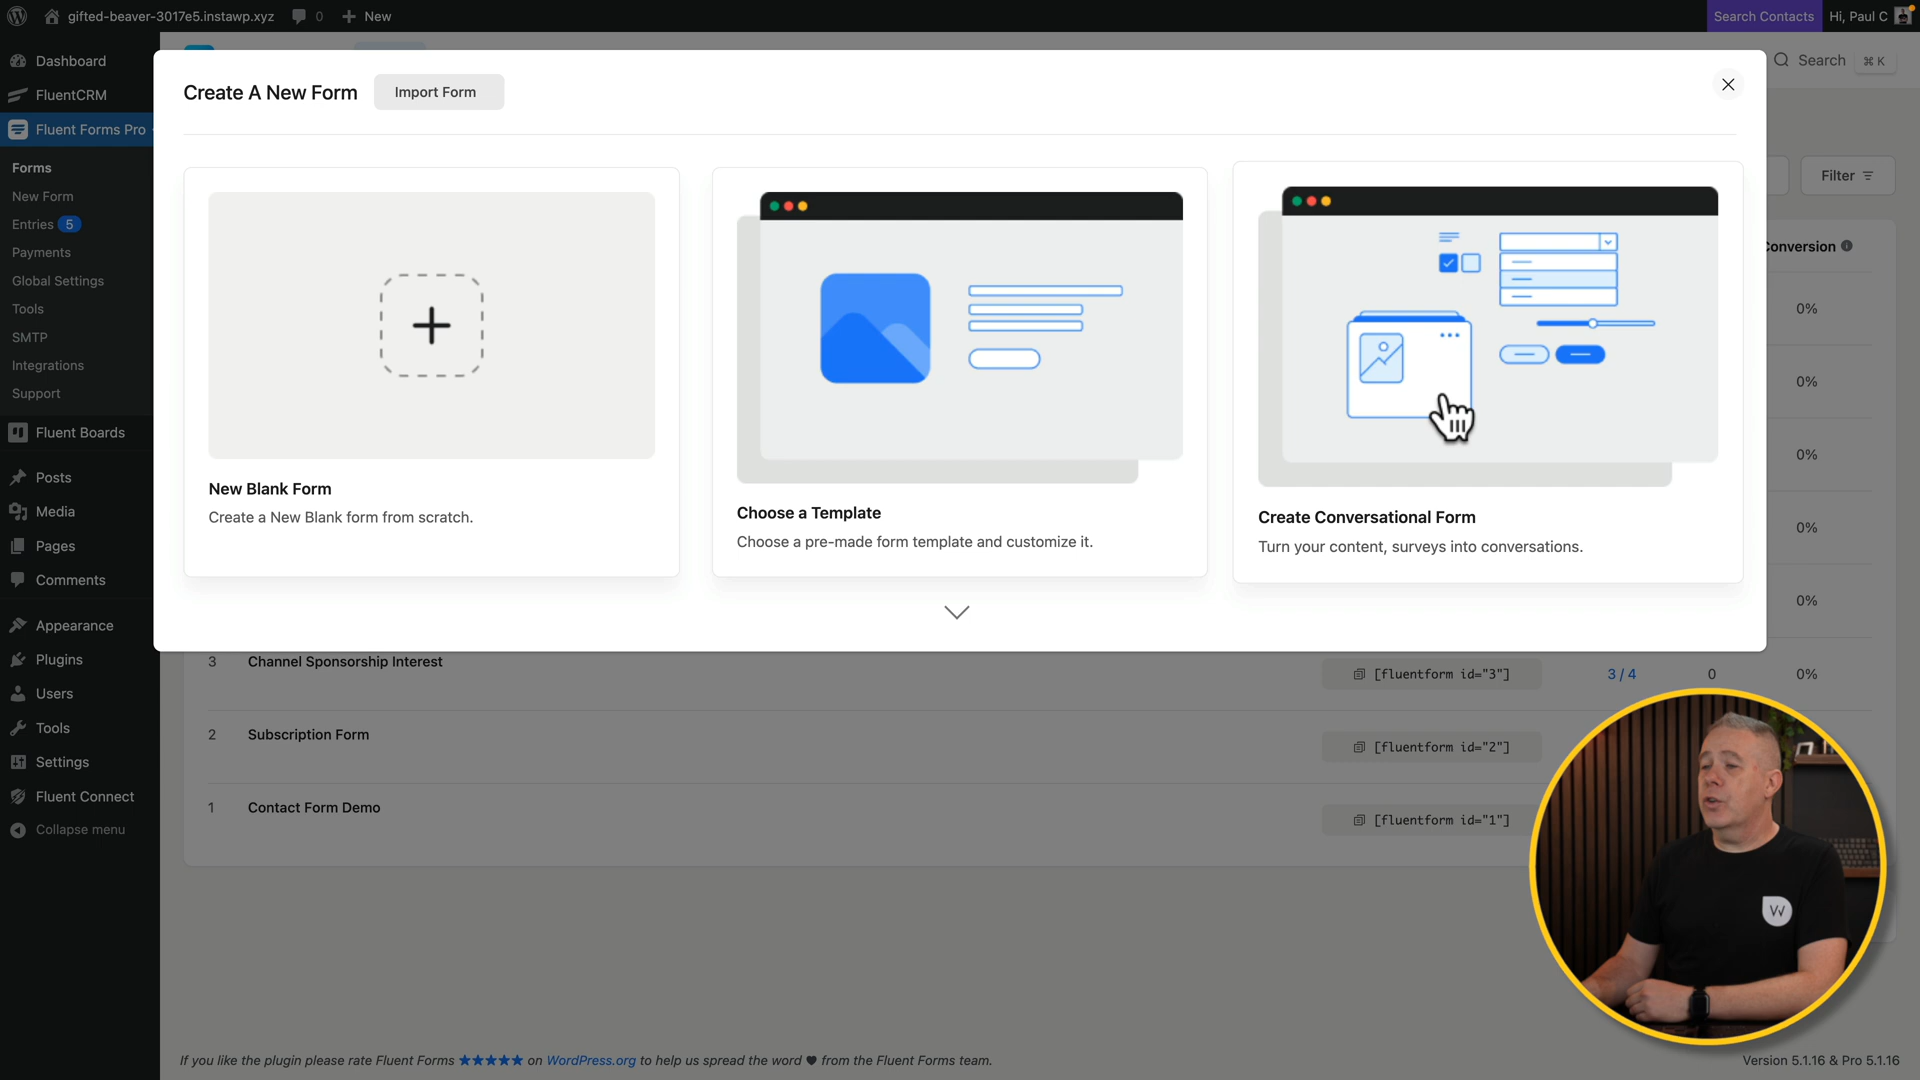 gifted-beaver-3017e5.instawp.xyz
0
New
Search Contacts
Hi, Paul C
Dashboard
FluentCRM
Fluent Forms Pro
Forms
New Form
Entries 5
Payments
Global Settings
Tools
SMTP
Integrations
Support
Fluent Boards
Posts
Media
Pages
Comments
Appearance
Plugins
Users
Tools
Settings
Fluent Connect
Collapse menu
Search ⌘ K
Filter
Conversion
0%
0%
0%
0%
0%
Create A New Form
Import Form
New Blank Form
Create a New Blank form from scratch.
Choose a Template
Choose a pre-made form template and customize it.
Create Conversational Form
Turn your content, surveys into conversations.
3 Channel Sponsorship Interest [fluentform id="3"] 3 / 4 0 0%
2 Subscription Form [fluentform id="2"]
1 Contact Form Demo [fluentform id="1"]
W
If you like the plugin please rate Fluent Forms ★★★★★ on WordPress.org to help us spread the word ♥ from the Fluent Forms team.
Version 5.1.16 & Pro 5.1.16